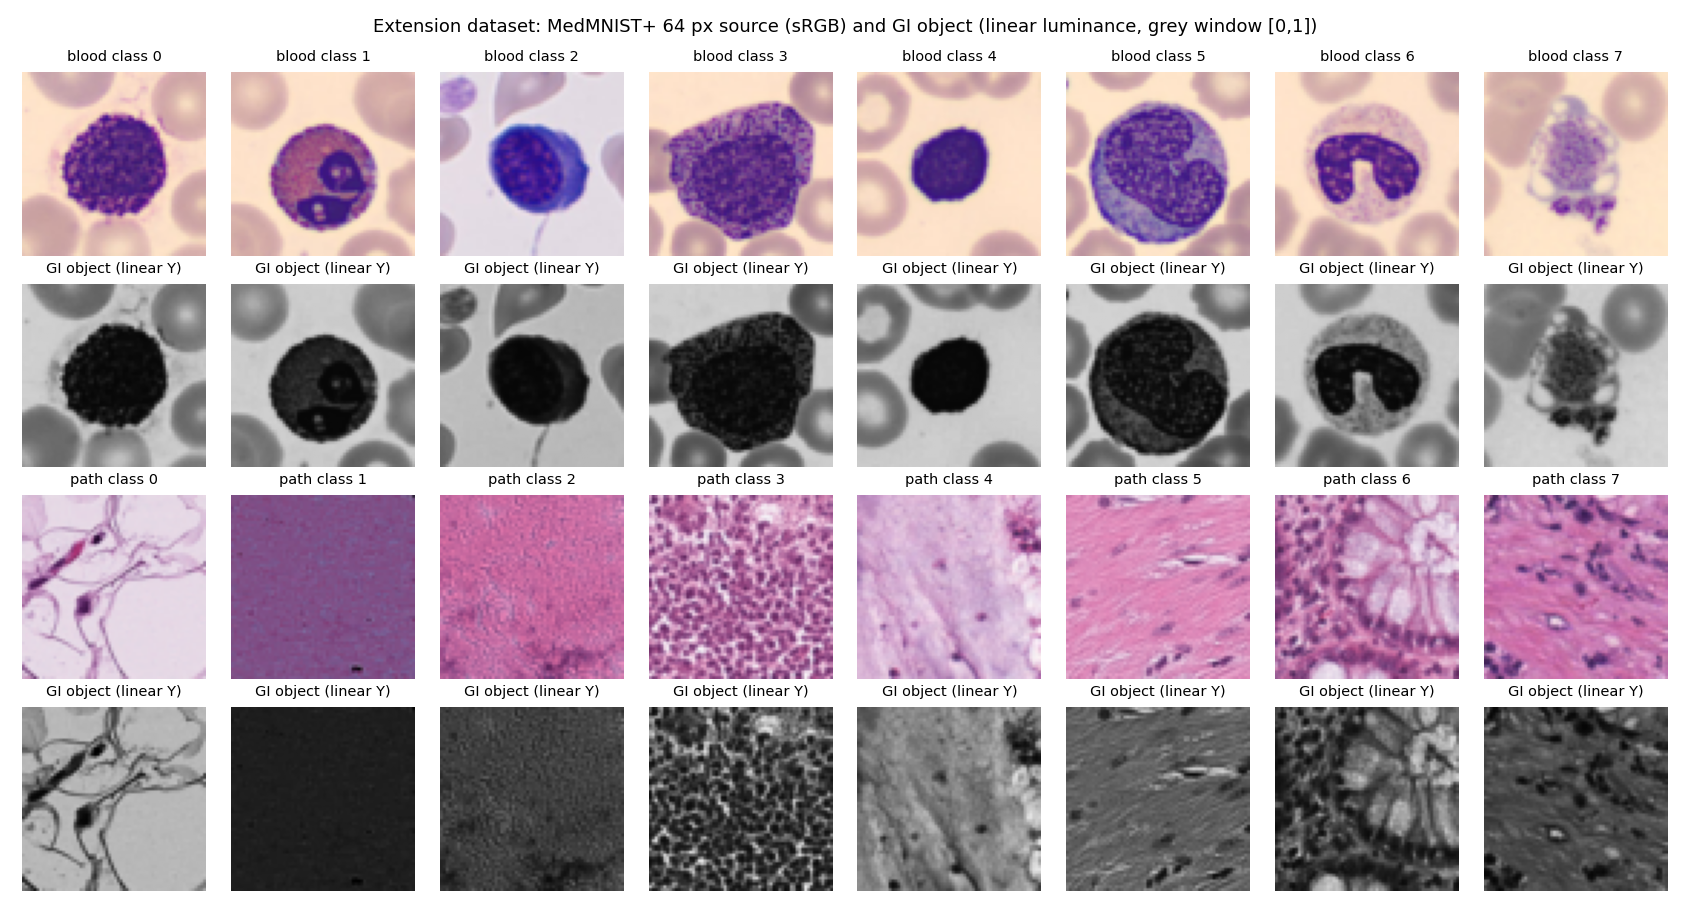 Extension dataset: MedMNIST+ 64 px source (sRGB) and GI object (linear luminance, grey window [0,1])
blood class 0 blood class 1 blood class 2 blood class 3 blood class 4 blood class 5 blood class 6 blood class 7
GI object (linear Y) GI object (linear Y) GI object (linear Y) GI object (linear Y) GI object (linear Y) GI object (linear Y) GI object (linear Y) GI object (linear Y)
path class 0 path class 1 path class 2 path class 3 path class 4 path class 5 path class 6 path class 7
GI object (linear Y) GI object (linear Y) GI object (linear Y) GI object (linear Y) GI object (linear Y) GI object (linear Y) GI object (linear Y) GI object (linear Y)